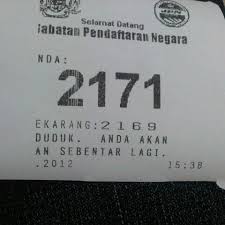 Selamat Datang
Jabatan Pendaftaran Negara
NDA:
2171
EKARANG:2169
DUDUK. ANDA AKAN
AN SEBENTAR LAGI.
.2012 15:38